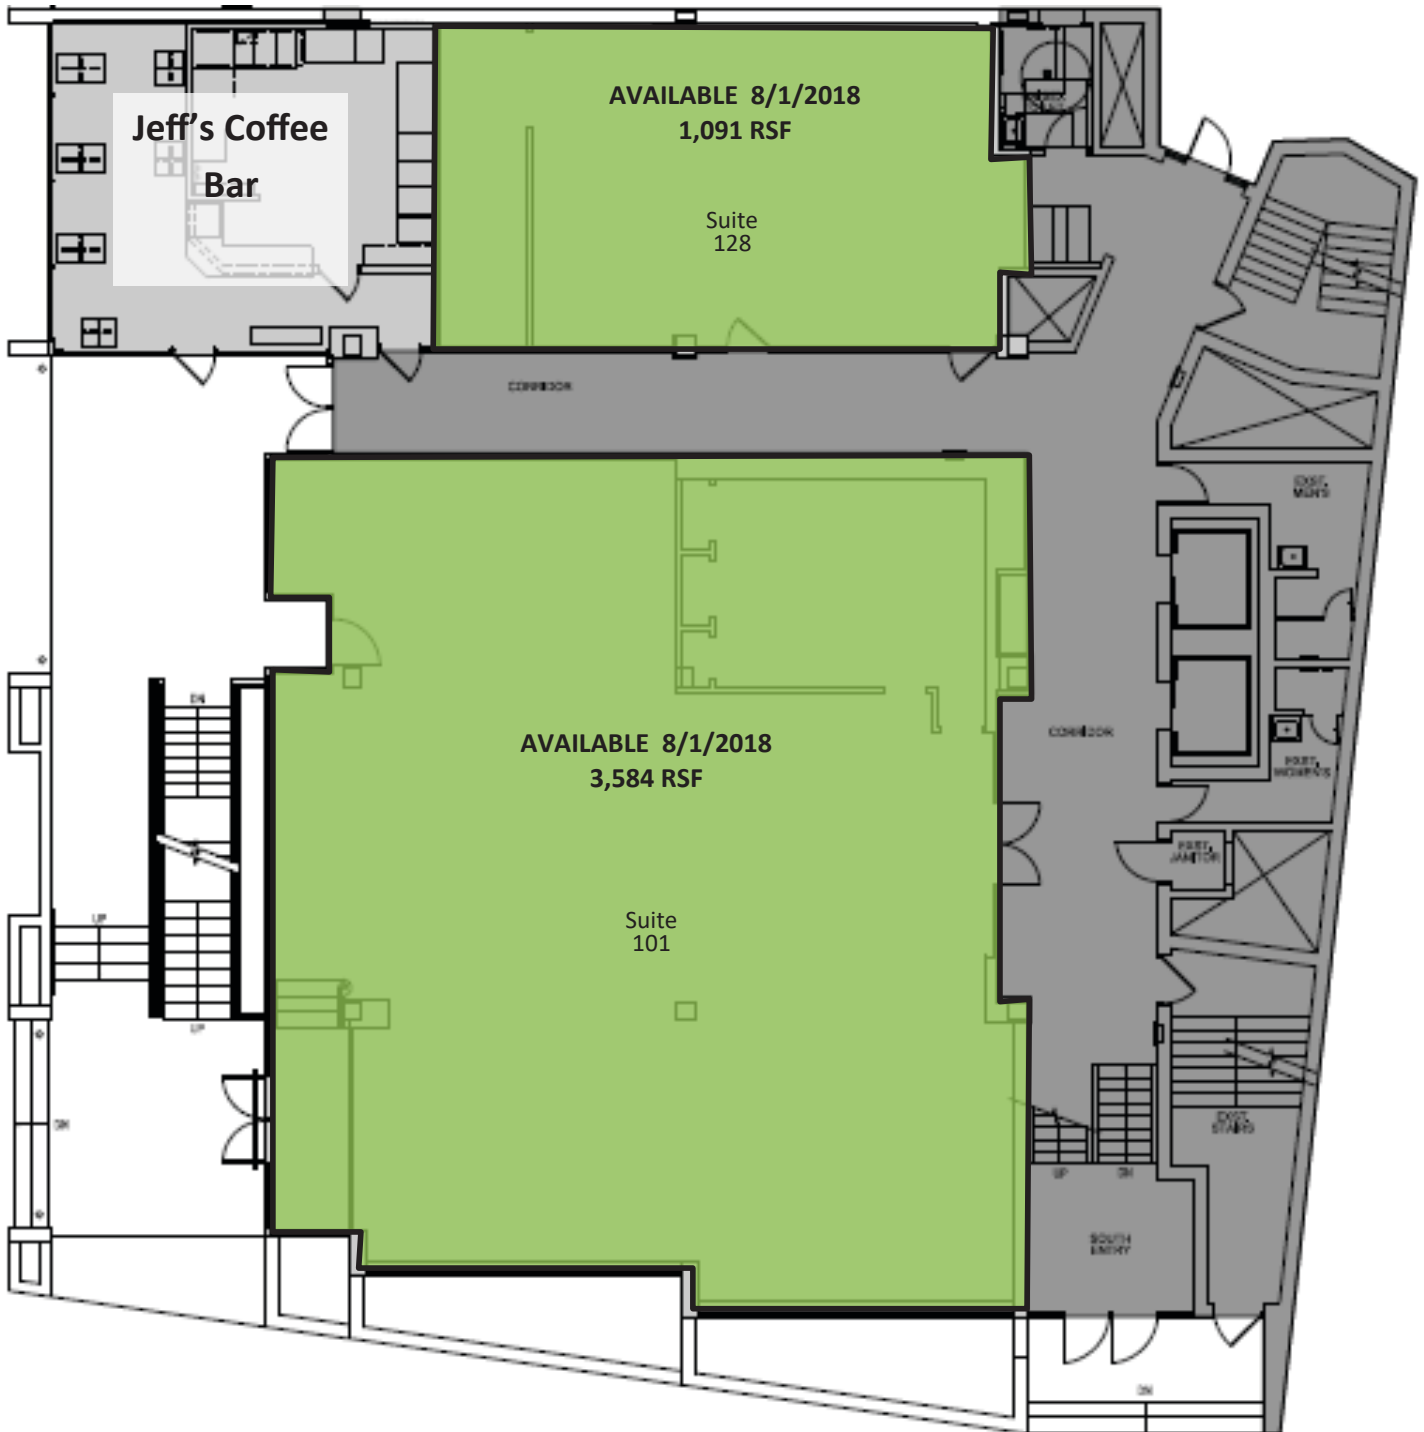 AVAILABLE 8/1/2018
1,091 RSF
Jeff's Coffee
Bar
Suite
128
CORRIDOR
EXIST.
MEN'S
DN
AVAILABLE 8/1/2018
3,584 RSF
CORRIDOR
EXIST.
WOMEN'S
EXIST.
JANITOR
UP
Suite
101
UP
DN
EXIST.
STAIRS
UP
DN
SOUTH
ENTRY
DN